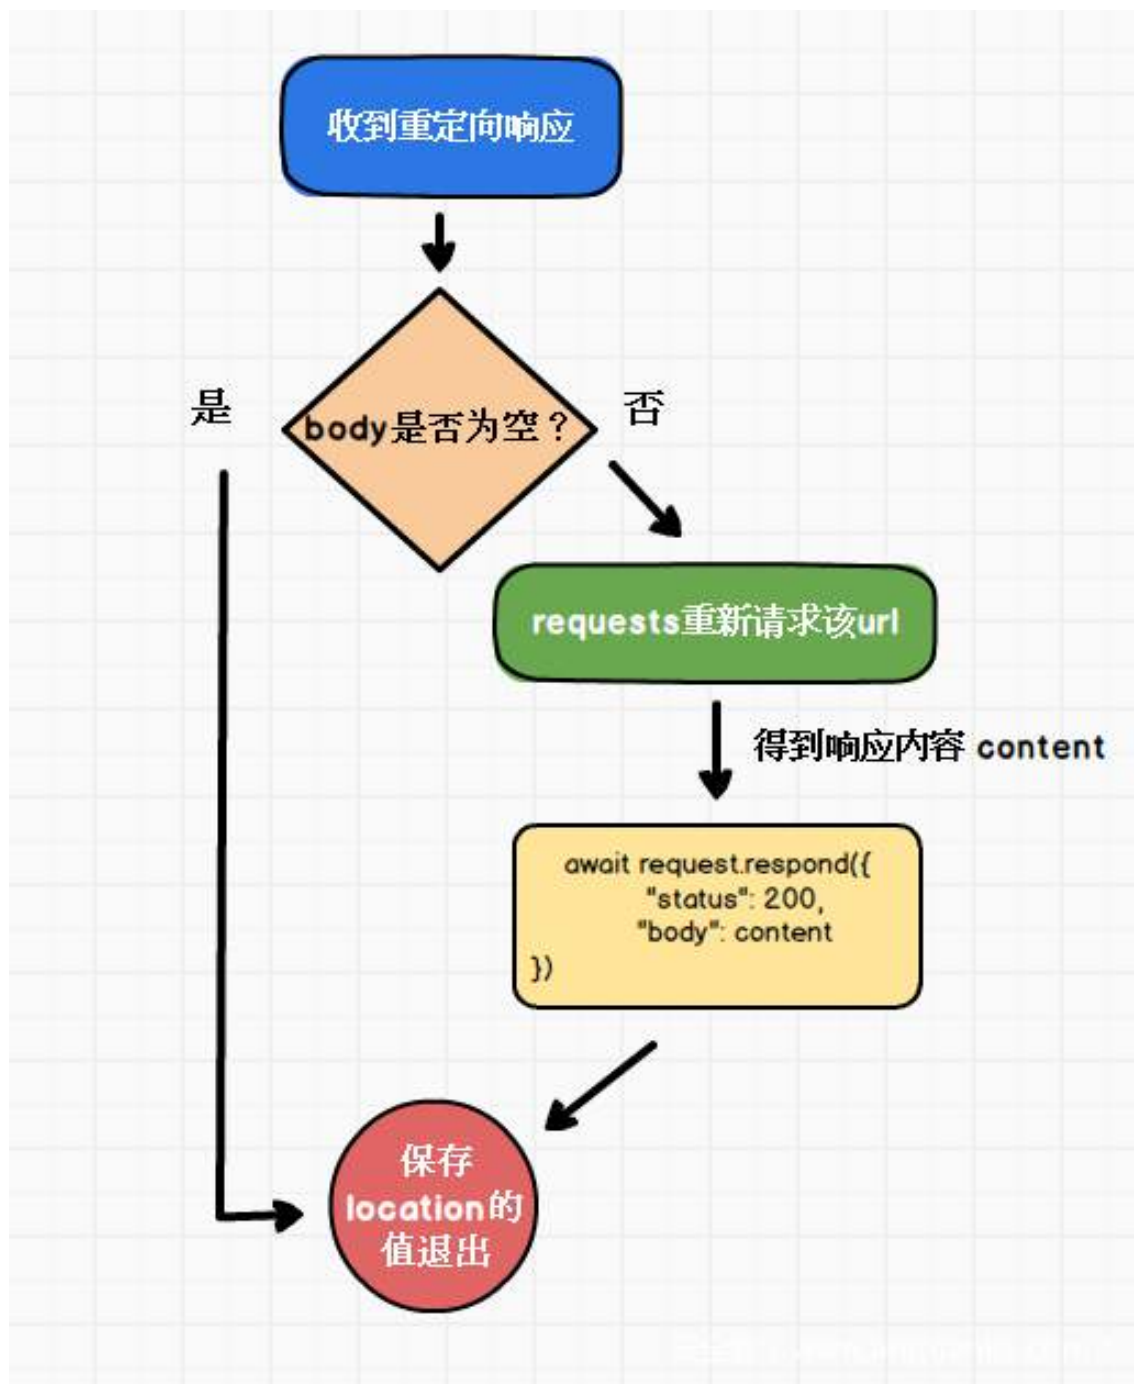 收到重定向响应
是
body是否为空？
否
requests重新请求该url
得到响应内容 content
await request.respond({
"status": 200,
"body": content
})
保存
location的
值退出